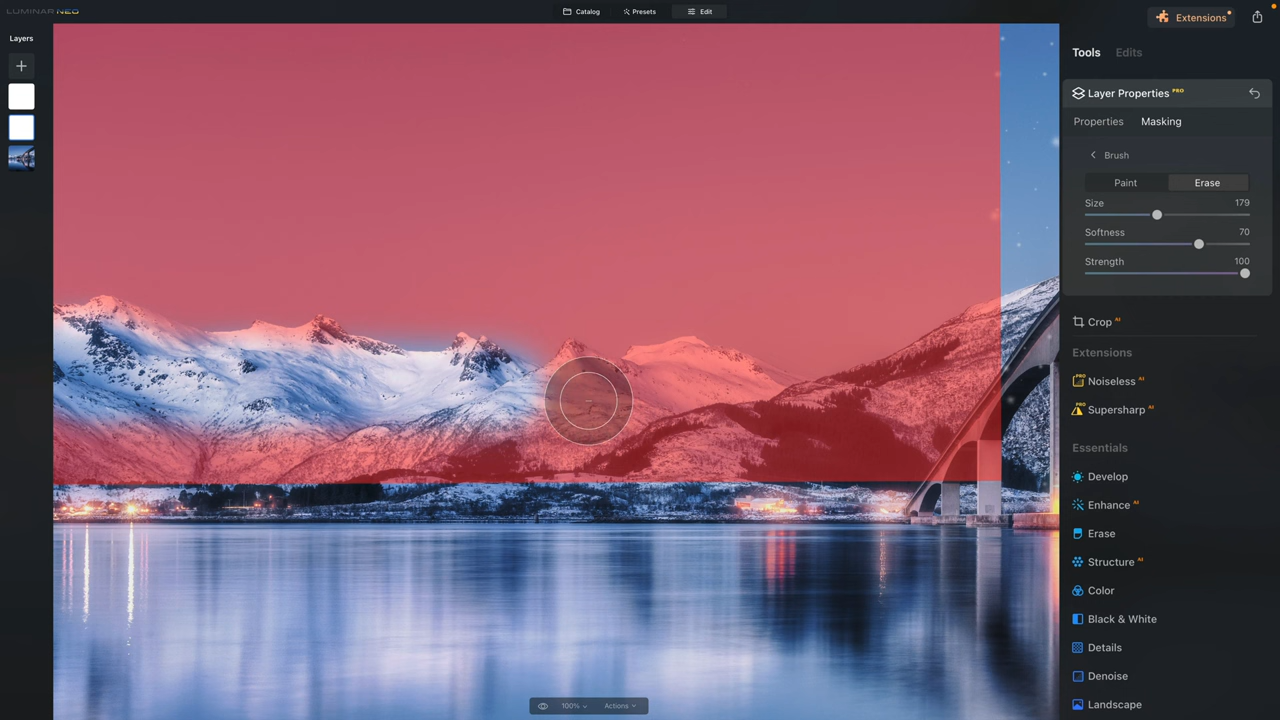 LUMINAR NEO
Catalog
Presets
Edit
Extensions
Layers
Tools
Edits
Layer Properties PRO
Properties
Masking
Brush
Paint
Erase
Size
179
Softness
70
Strength
100
Crop AI
Extensions
PRO
Noiseless AI
PRO
Supersharp AI
Essentials
Develop
Enhance AI
Erase
Structure AI
Color
Black & White
Details
Denoise
Landscape
100%
Actions